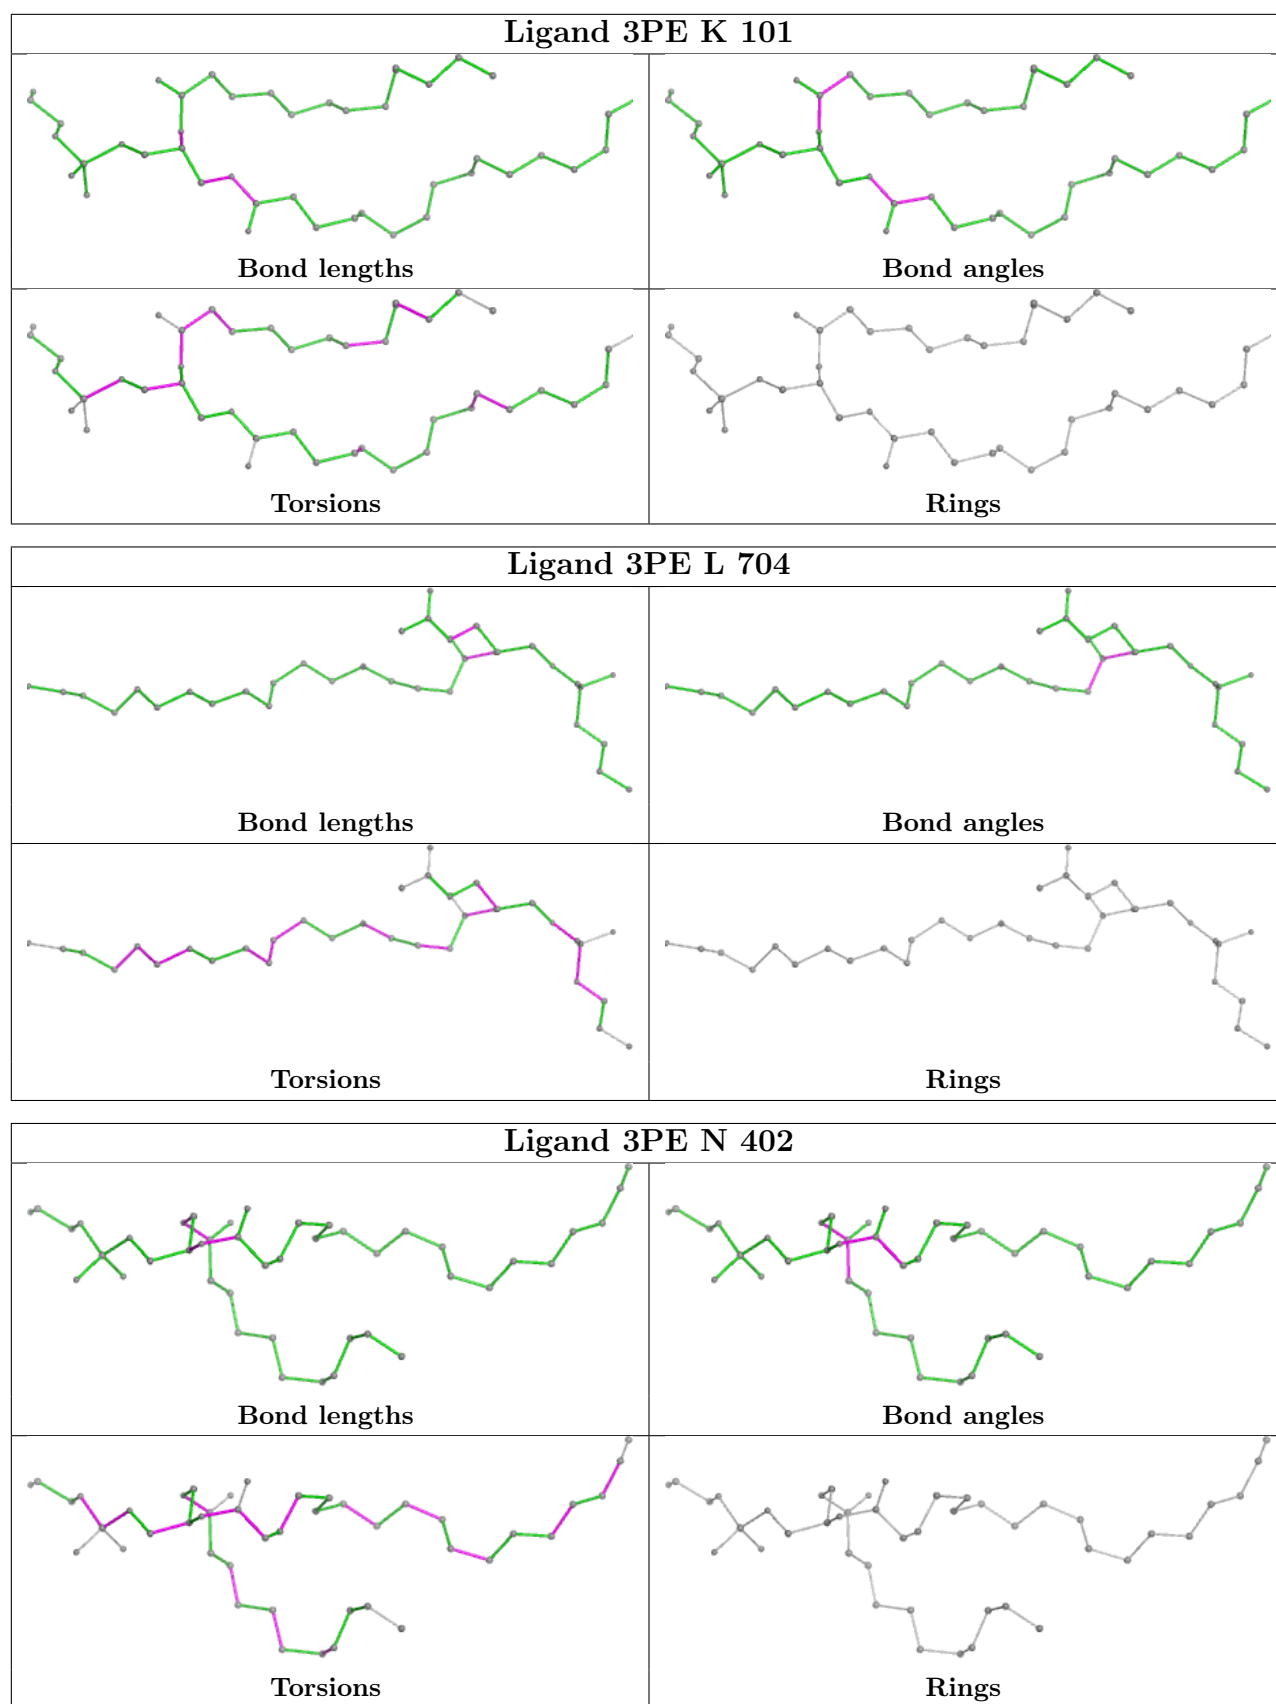 Ligand 3PE K 101
Bond lengths
Bond angles
Torsions
Rings
Ligand 3PE L 704
Bond lengths
Bond angles
Torsions
Rings
Ligand 3PE N 402
Bond lengths
Bond angles
Torsions
Rings